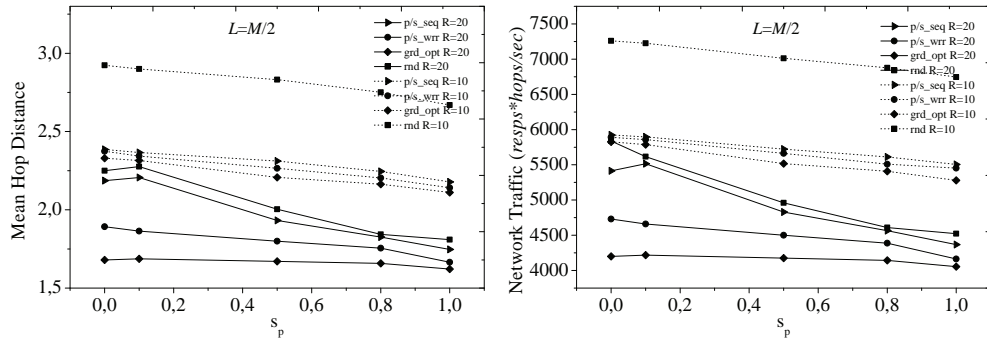 L=M/2
p/s_seq R=20
p/s_wrr R=20
grd_opt R=20
rnd R=20
p/s_seq R=10
p/s_wrr R=10
grd_opt R=10
rnd R=10
3,0
2,5
2,0
1,5
Mean Hop Distance
0,0 0,2 0,4 0,6 0,8 1,0
s_p
L=M/2
p/s_seq R=20
p/s_wrr R=20
grd_opt R=20
rnd R=20
p/s_seq R=10
p/s_wrr R=10
grd_opt R=10
rnd R=10
7500
7000
6500
6000
5500
5000
4500
4000
Network Traffic (resps*hops/sec)
0,0 0,2 0,4 0,6 0,8 1,0
s_p